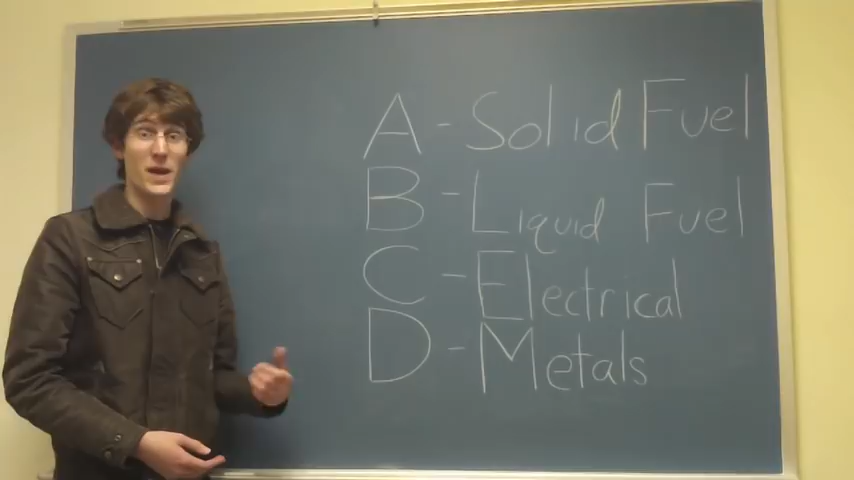 A - Solid Fuel
B - Liquid Fuel
C - Electrical
D - Metals